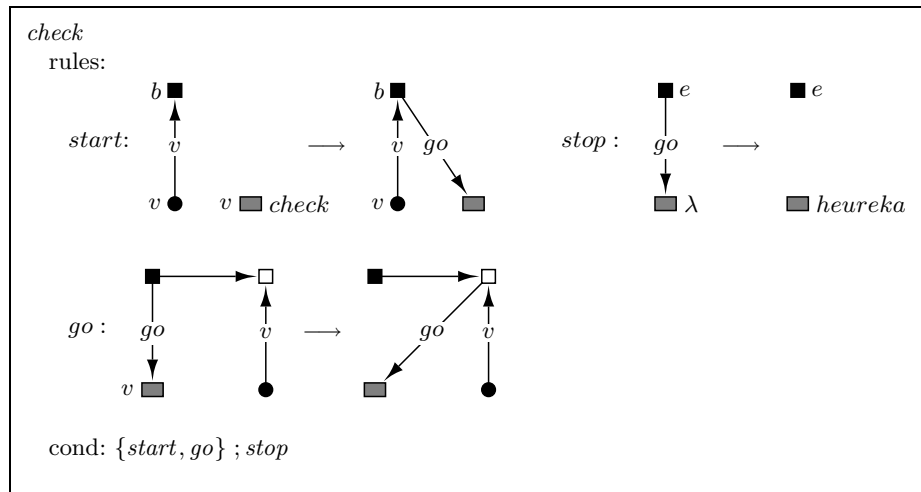 check
rules:
b b e e
start: v v go stop : go
v v check v λ heureka
go : go v go v
v
cond: {start, go} ; stop